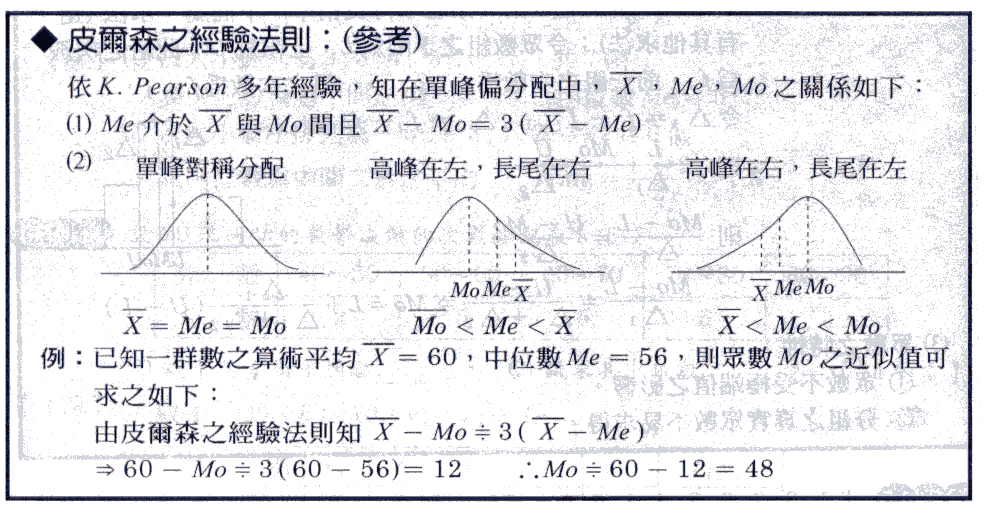 ◆ 皮爾森之經驗法則：(參考)
依 K. Pearson 多年經驗，知在單峰偏分配中，X̄，Me，Mo 之關係如下：
⑴ Me 介於 X̄ 與 Mo 間且 X̄ － Mo＝3( X̄ － Me)
⑵ 單峰對稱分配 高峰在左，長尾在右 高峰在右，長尾在左
Mo Me X̄ X̄ Me Mo
X̄ = Me = Mo M̄ō < Me < X̄ X̄ < Me < Mo
例：已知一群數之算術平均 X̄ = 60，中位數 Me = 56，則眾數 Mo 之近似值可
求之如下：
由皮爾森之經驗法則知 X̄ － Mo ≑ 3( X̄ － Me)
⇒ 60 － Mo ≑ 3(60 － 56)= 12 ∴Mo ≑ 60 － 12 = 48